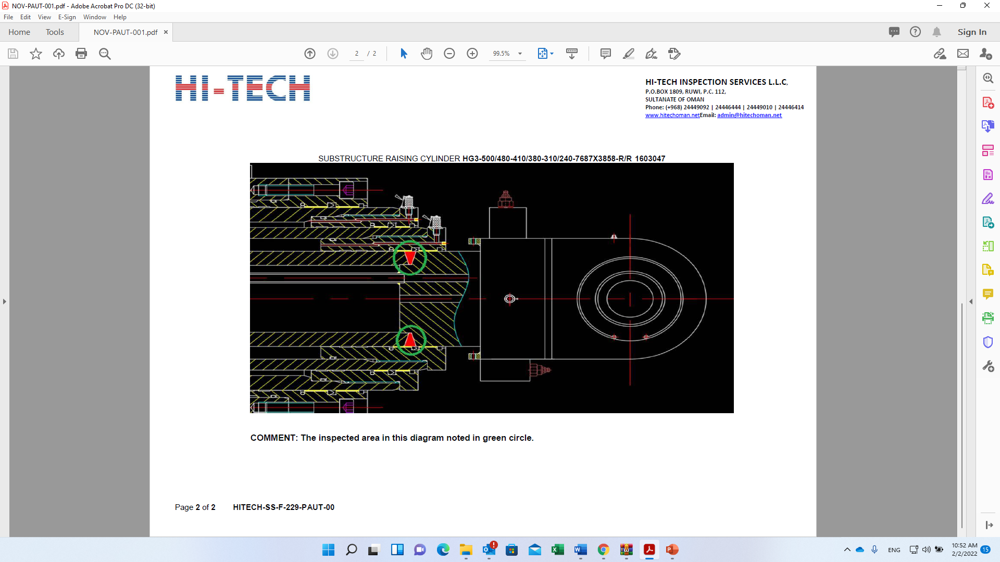 NOV-PAUT-001.pdf - Adobe Acrobat Pro DC (32-bit)
File Edit View E-Sign Window Help
Home Tools NOV-PAUT-001.pdf × Sign In
2 / 2 99.5%
HI-TECH
HI-TECH INSPECTION SERVICES L.L.C,
P.O.BOX 1809, RUWI, P.C. 112,
SULTANATE OF OMAN
Phone: (+968) 24449092 | 24446444 | 24449010 | 24446414
www.hitechoman.netEmail: admin@hitechoman.net
SUBSTRUCTURE RAISING CYLINDER HG3-500/480-410/380-310/240-7687X3858-R/R 1603047
COMMENT: The inspected area in this diagram noted in green circle.
Page 2 of 2 HITECH-SS-F-229-PAUT-00
ENG
10:52 AM
2/2/2022
15